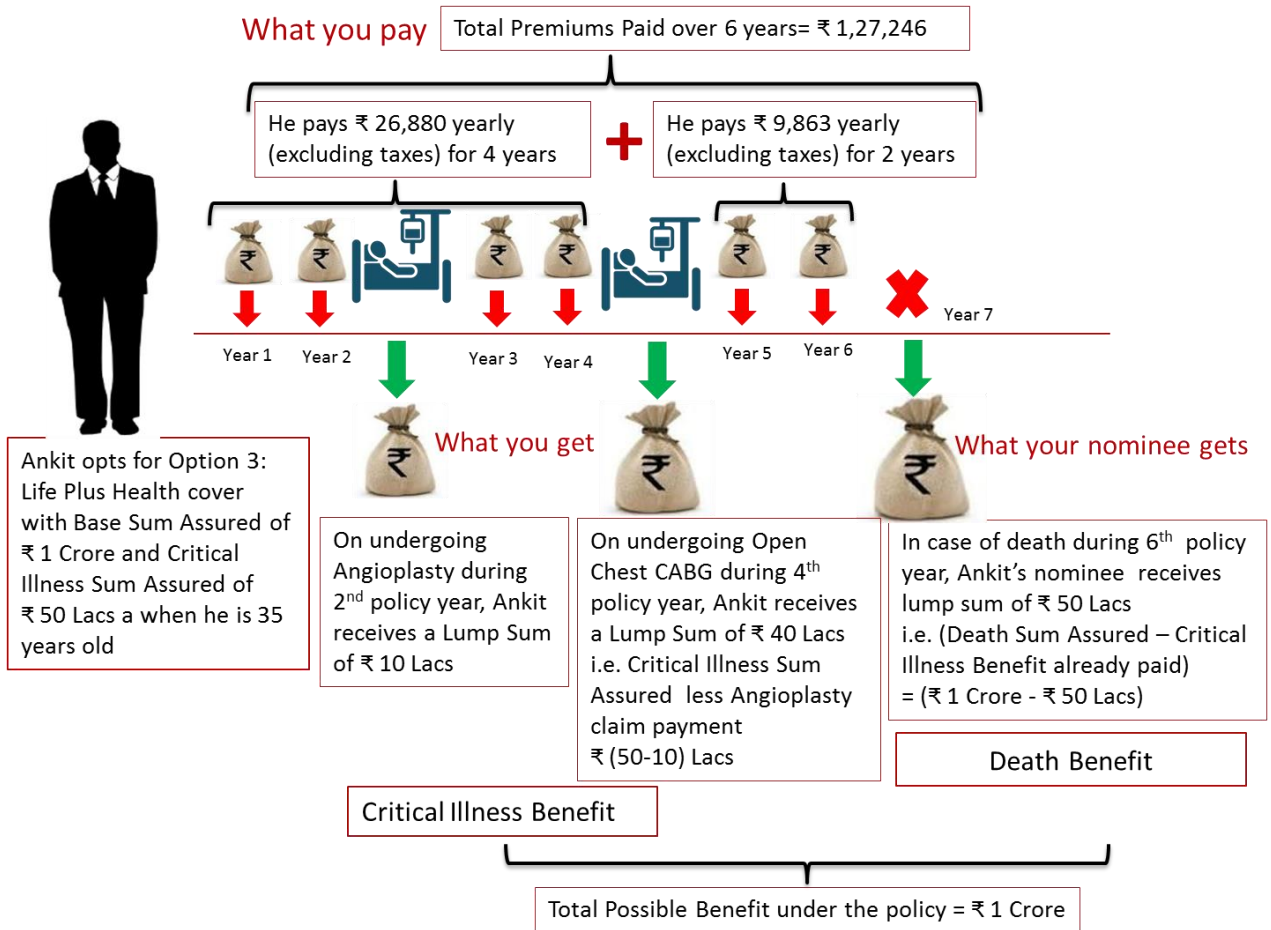 What you pay
Total Premiums Paid over 6 years= ₹ 1,27,246
He pays ₹ 26,880 yearly
(excluding taxes) for 4 years
+
He pays ₹ 9,863 yearly
(excluding taxes) for 2 years
₹
₹
₹
₹
₹
₹
Year 1
Year 2
Year 3
Year 4
Year 5
Year 6
Year 7
₹
What you get
₹
₹
What your nominee gets
Ankit opts for Option 3:
Life Plus Health cover
with Base Sum Assured of
₹ 1 Crore and Critical
Illness Sum Assured of
₹ 50 Lacs a when he is 35
years old
On undergoing
Angioplasty during
2nd policy year, Ankit
receives a Lump Sum
of ₹ 10 Lacs
On undergoing Open
Chest CABG during 4th
policy year, Ankit receives
a Lump Sum of ₹ 40 Lacs
i.e. Critical Illness Sum
Assured less Angioplasty
claim payment
₹ (50-10) Lacs
In case of death during 6th policy
year, Ankit’s nominee receives
lump sum of ₹ 50 Lacs
i.e. (Death Sum Assured – Critical
Illness Benefit already paid)
= (₹ 1 Crore - ₹ 50 Lacs)
Critical Illness Benefit
Death Benefit
Total Possible Benefit under the policy = ₹ 1 Crore